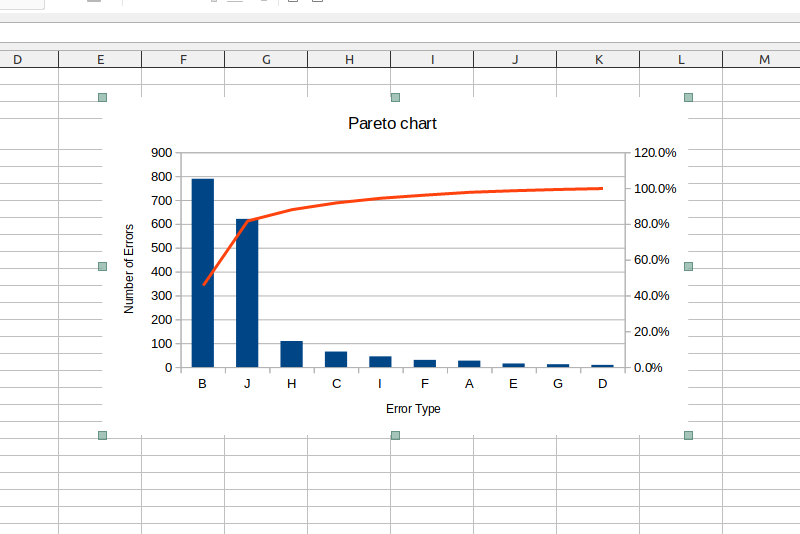 D E F G H I J K L M
Pareto chart
900 120.0%
800 100.0%
700 80.0%
600 60.0%
500 40.0%
400 20.0%
300 0.0%
200
100
0
Number of Errors
B J H C I F A E G D
Error Type